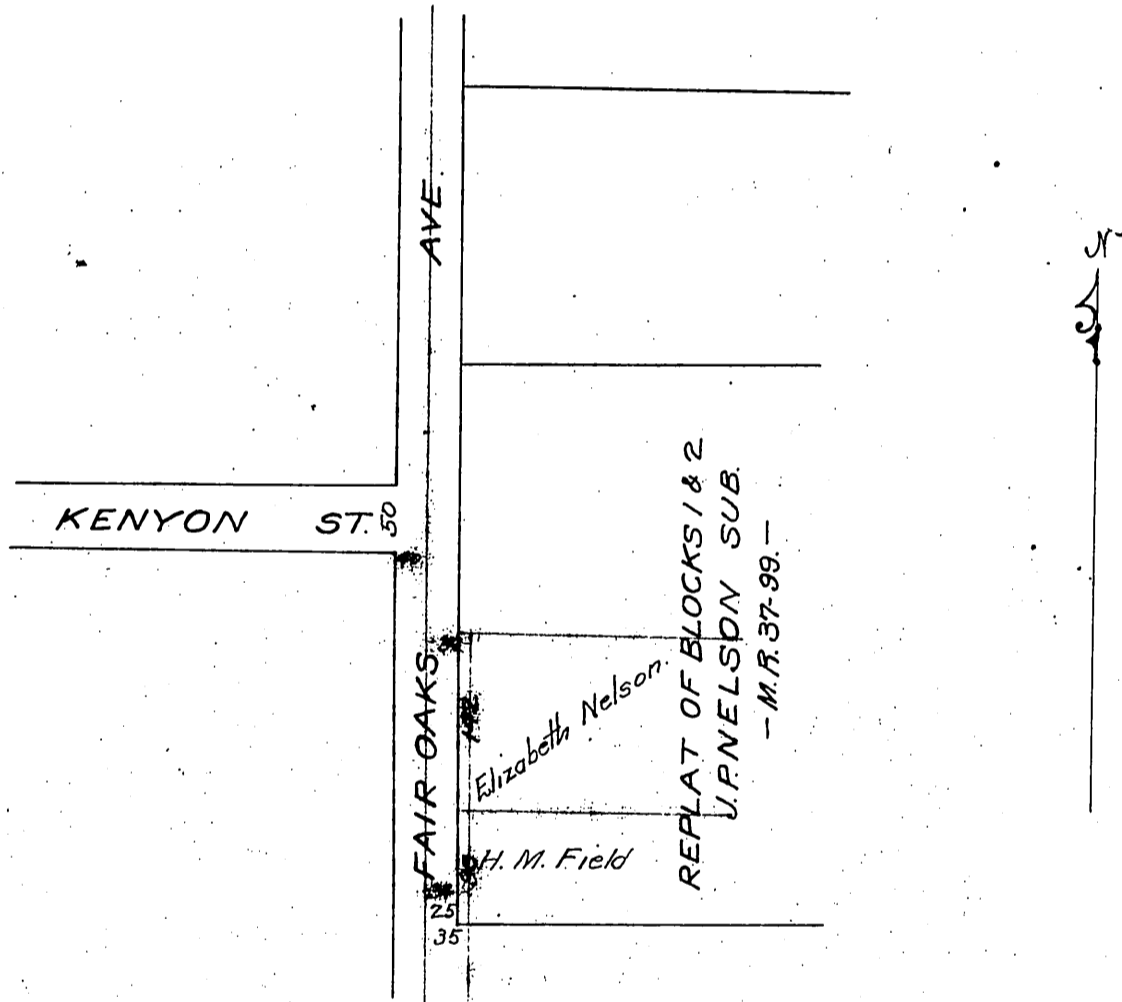 AVE.
KENYON ST. 50
FAIR OAKS
Elizabeth Nelson.
H. M. Field
25
35
REPLAT OF BLOCKS 1 & 2
J.P. NELSON SUB.
- M.R. 37-99. -
N